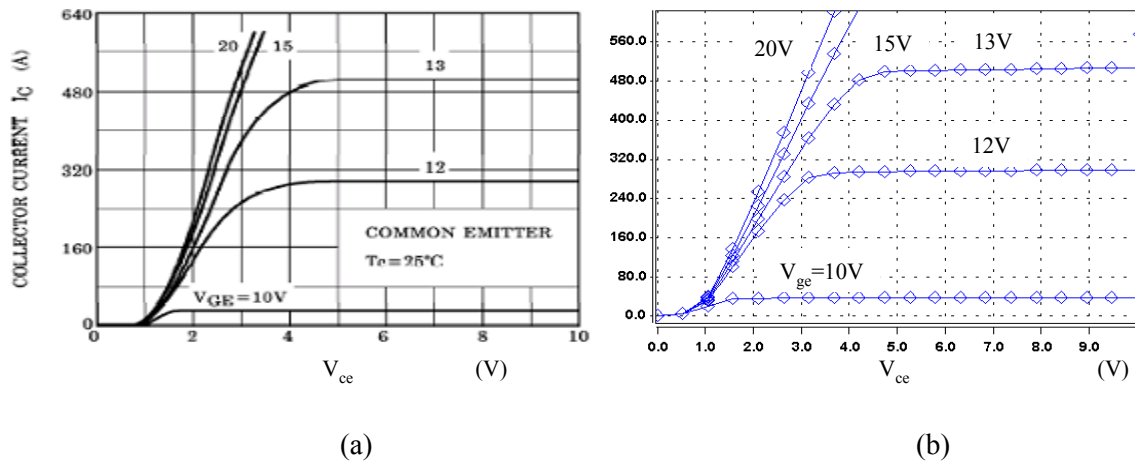 COLLECTOR CURRENT I_C (A)
640
480
320
160
0
20
15
13
12
V_GE=10V
COMMON EMITTER
Tc=25°C
0
2
4
6
8
10
V_ce (V)
(a)
560.0
480.0
400.0
320.0
240.0
160.0
80.0
0.0
20V
15V
13V
12V
V_ge=10V
0.0 1.0 2.0 3.0 4.0 5.0 6.0 7.0 8.0 9.0
V_ce (V)
(b)